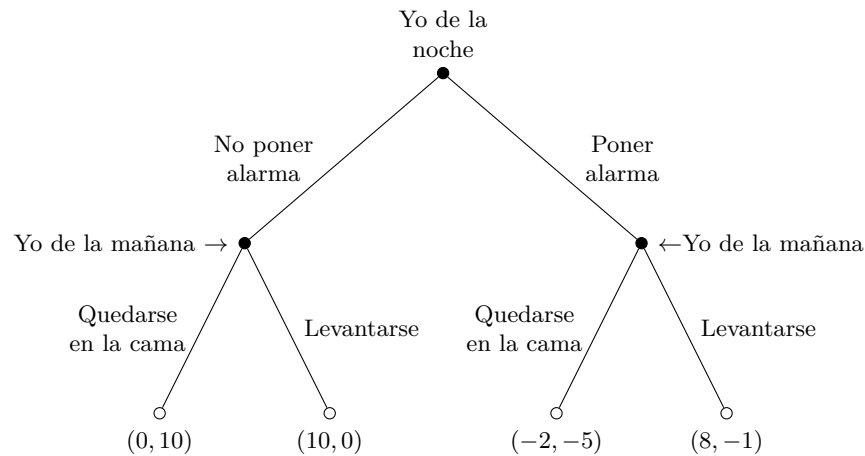 Yo de la
noche
No poner
alarma
Poner
alarma
Yo de la mañana →
←Yo de la mañana
Quedarse
en la cama
Levantarse
Quedarse
en la cama
Levantarse
(0, 10)
(10, 0)
(−2, −5)
(8, −1)